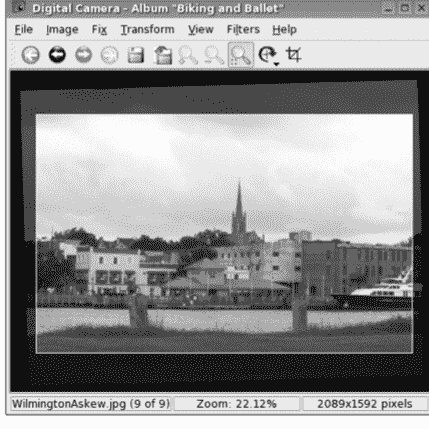 Digital Camera - Album "Biking and Ballet"
File Image Fix Transform View Filters Help
WilmingtonAskew.jpg (9 of 9) Zoom: 22.12% 2089x1592 pixels